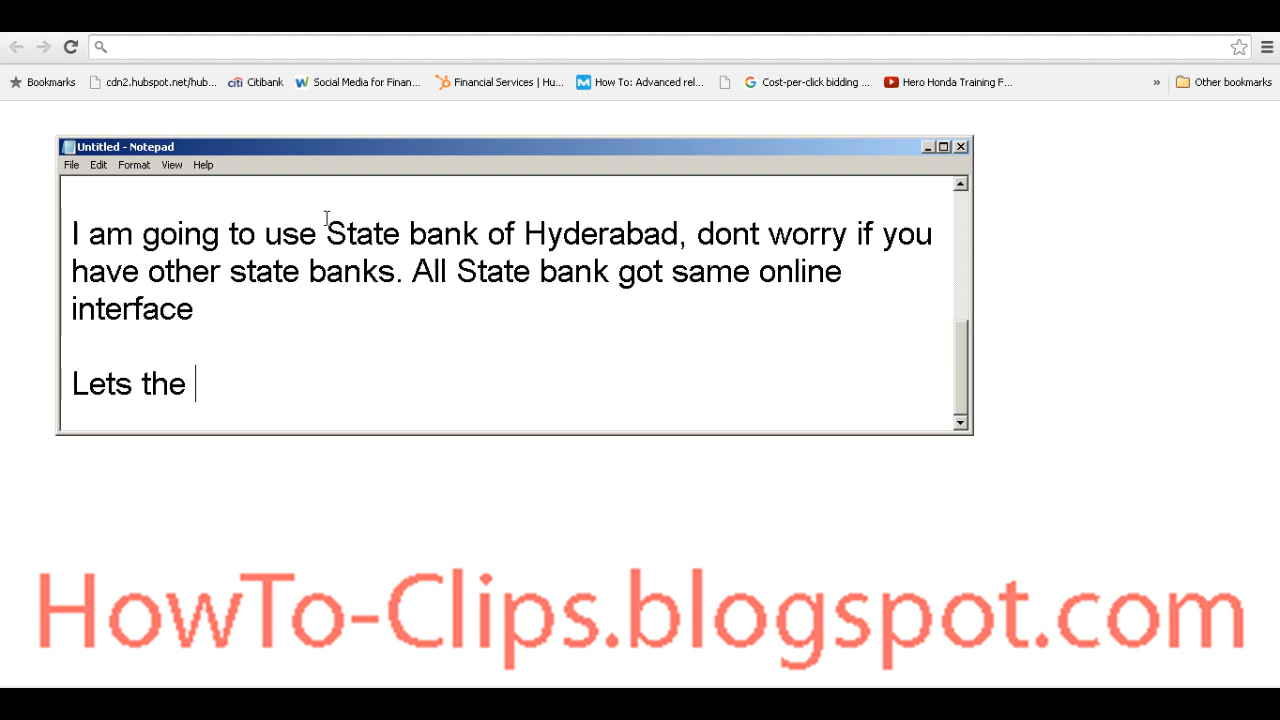 Bookmarks cdn2.hubspot.net/hub... citi Citibank Social Media for Finan... Financial Services | Hu... How To: Advanced rel... Cost-per-click bidding ... Hero Honda Training F... » Other bookmarks
Untitled - Notepad
File Edit Format View Help
I am going to use State bank of Hyderabad, dont worry if you
have other state banks. All State bank got same online
interface
Lets the
HowTo-Clips.blogspot.com